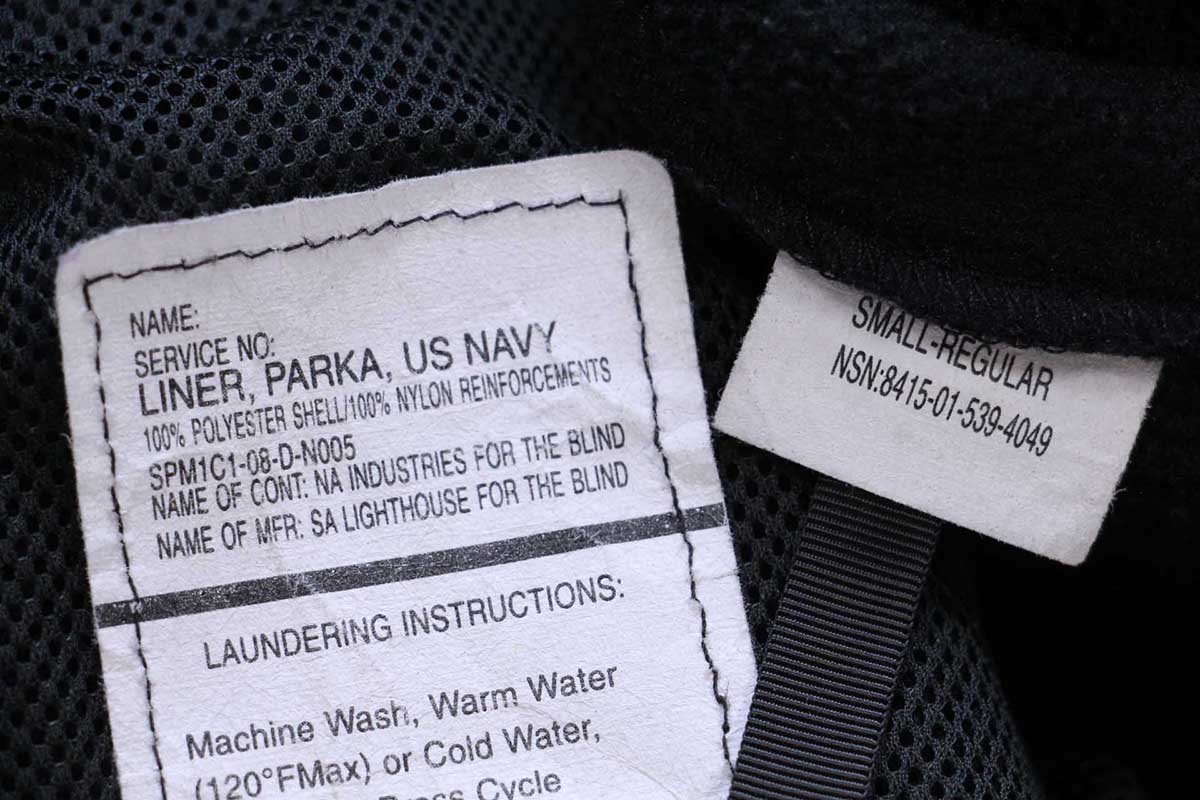 NAME:
SERVICE NO:
LINER, PARKA, US NAVY
100% POLYESTER SHELL/100% NYLON REINFORCEMENTS
SPM1C1-08-D-N005
NAME OF CONT: NA INDUSTRIES FOR THE BLIND
NAME OF MFR: SA LIGHTHOUSE FOR THE BLIND
LAUNDERING INSTRUCTIONS:
Machine Wash, Warm Water
(120°FMax) or Cold Water,
Cycle
SMALL-REGULAR
NSN:8415-01-539-4049